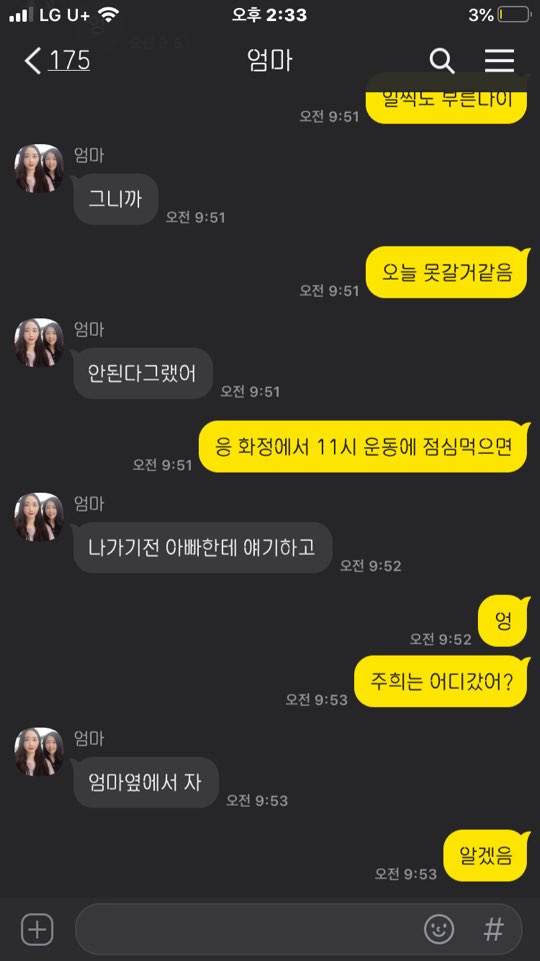 LG U+ 오후 2:33 3%
175 엄마
일찍도 부른다이
오전 9:51
엄마
그니까
오전 9:51
오늘 못갈거같음
오전 9:51
엄마
안된다그랬어
오전 9:51
응 화정에서 11시 운동에 점심먹으면
오전 9:51
엄마
나가기전 아빠한테 얘기하고
오전 9:52
엉
오전 9:52
주희는 어디갔어?
오전 9:53
엄마
엄마옆에서 자
오전 9:53
알겠음
오전 9:53
#